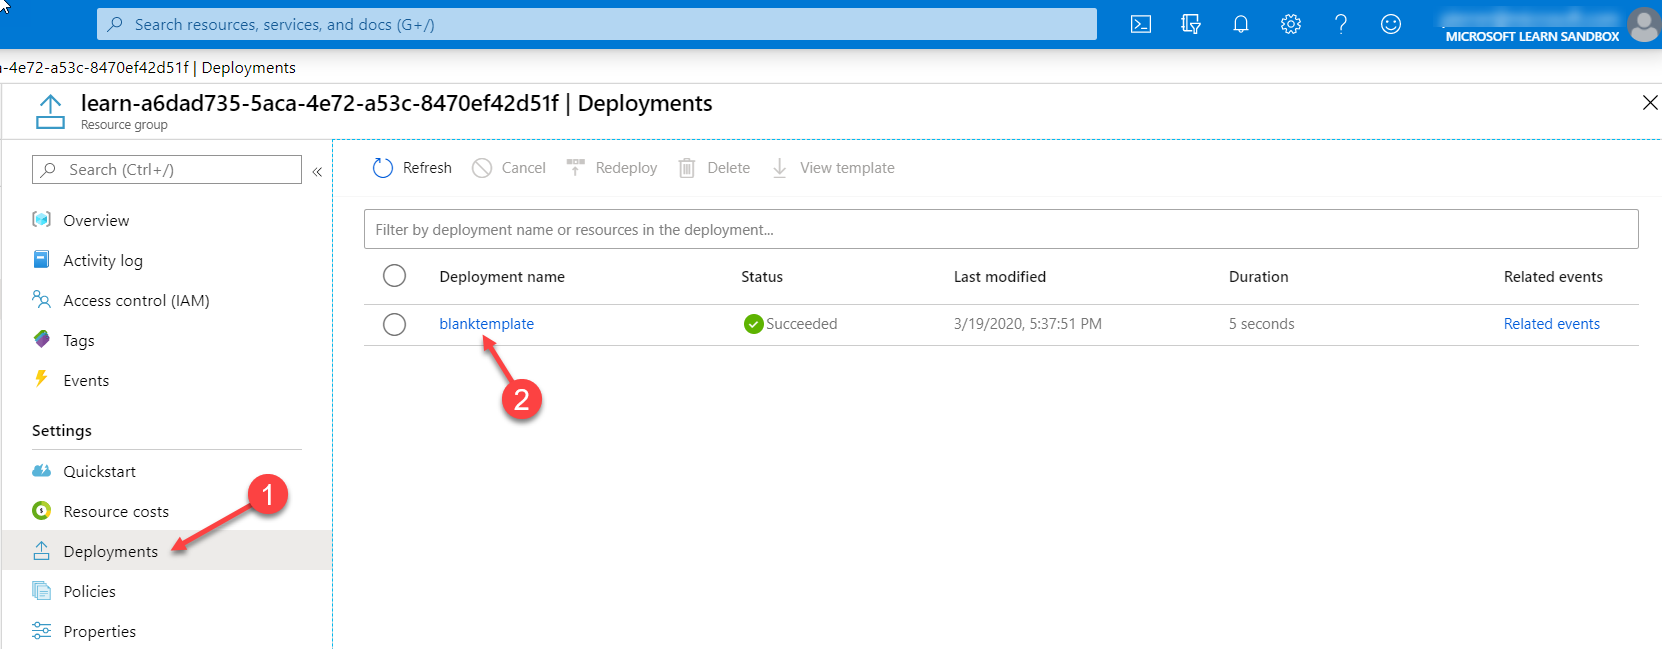 Search resources, services, and docs (G+/)
MICROSOFT LEARN SANDBOX
-4e72-a53c-8470ef42d51f | Deployments
learn-a6dad735-5aca-4e72-a53c-8470ef42d51f | Deployments
Resource group
Search (Ctrl+/)
«
Refresh
Cancel
Redeploy
Delete
View template
Overview
Activity log
Access control (IAM)
Tags
Events
Settings
Quickstart
Resource costs
Deployments
Policies
Properties
1
Filter by deployment name or resources in the deployment...
Deployment name Status Last modified Duration Related events
blanktemplate Succeeded 3/19/2020, 5:37:51 PM 5 seconds Related events
2